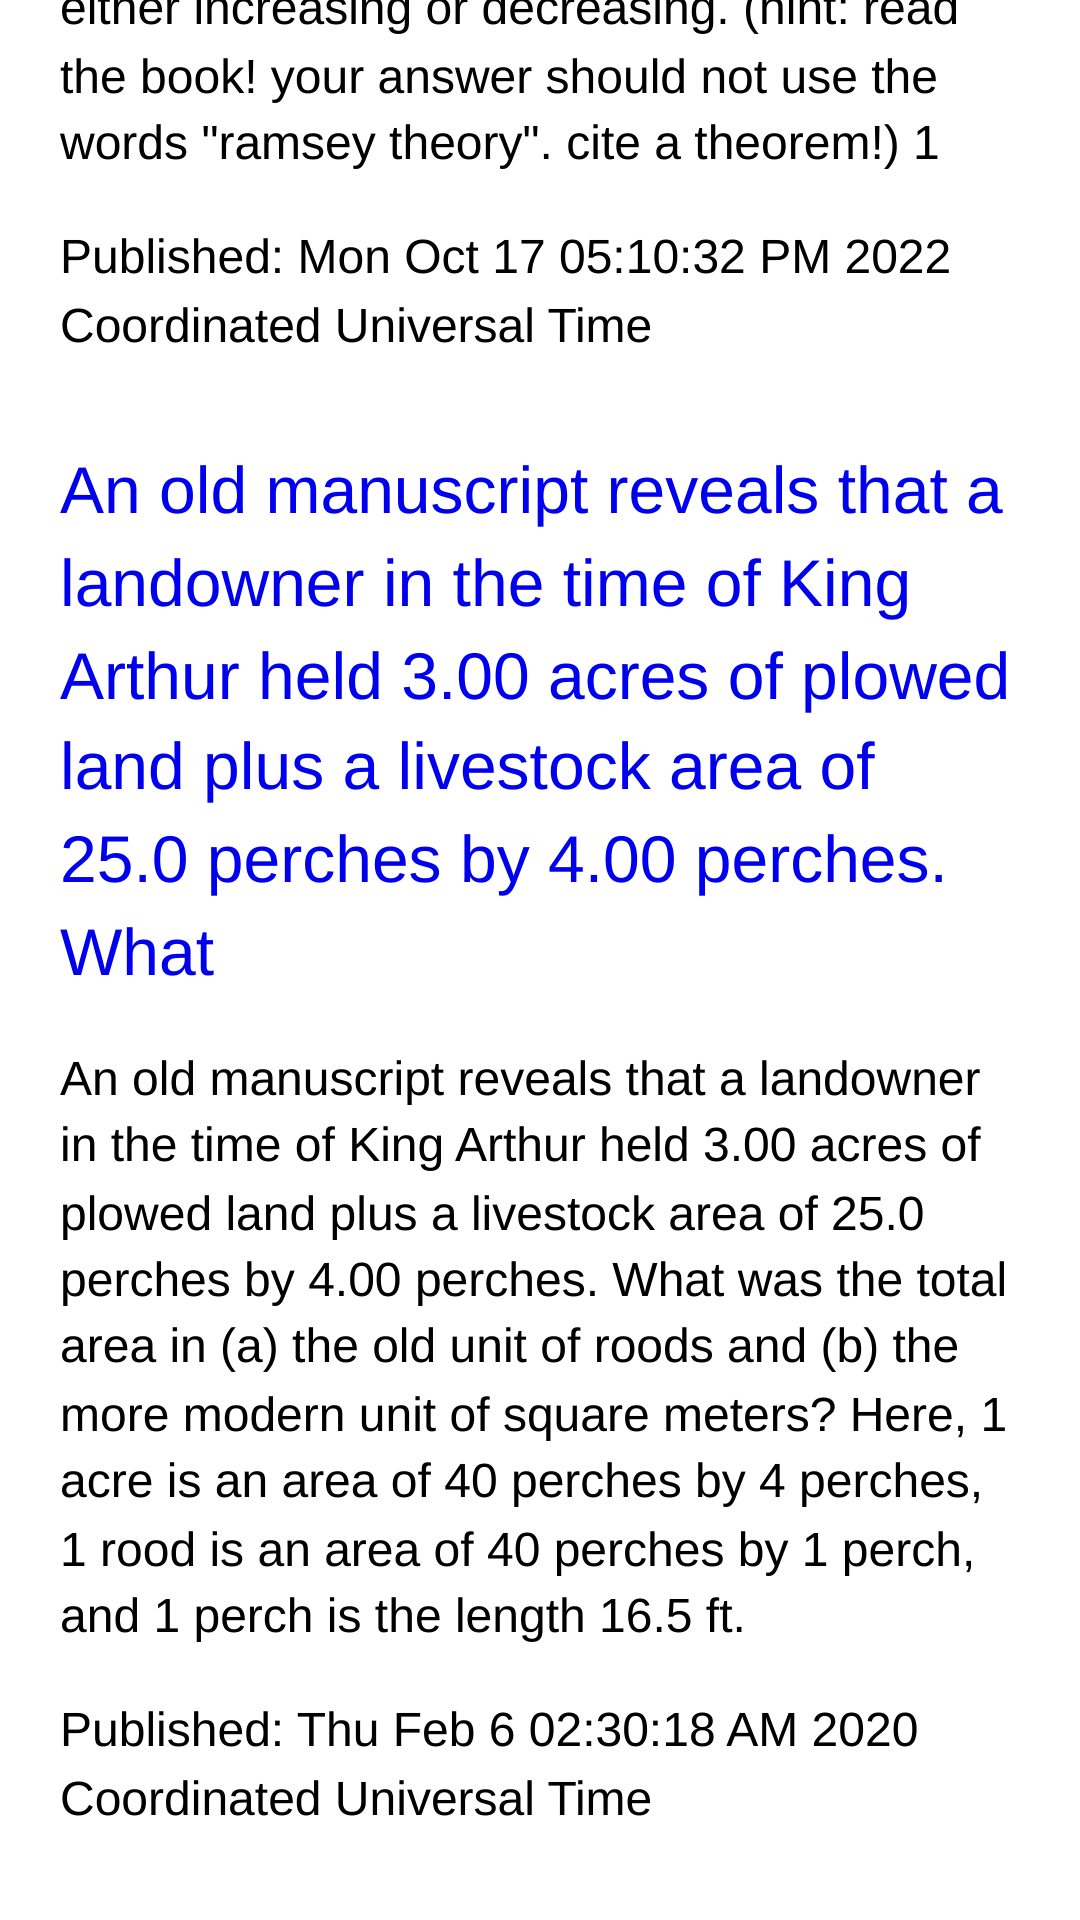 either increasing or decreasing. (hint: read
the book! your answer should not use the
words "ramsey theory". cite a theorem!) 1
Published: Mon Oct 17 05:10:32 PM 2022
Coordinated Universal Time
An old manuscript reveals that a
landowner in the time of King
Arthur held 3.00 acres of plowed
land plus a livestock area of
25.0 perches by 4.00 perches.
What
An old manuscript reveals that a landowner
in the time of King Arthur held 3.00 acres of
plowed land plus a livestock area of 25.0
perches by 4.00 perches. What was the total
area in (a) the old unit of roods and (b) the
more modern unit of square meters? Here, 1
acre is an area of 40 perches by 4 perches,
1 rood is an area of 40 perches by 1 perch,
and 1 perch is the length 16.5 ft.
Published: Thu Feb 6 02:30:18 AM 2020
Coordinated Universal Time